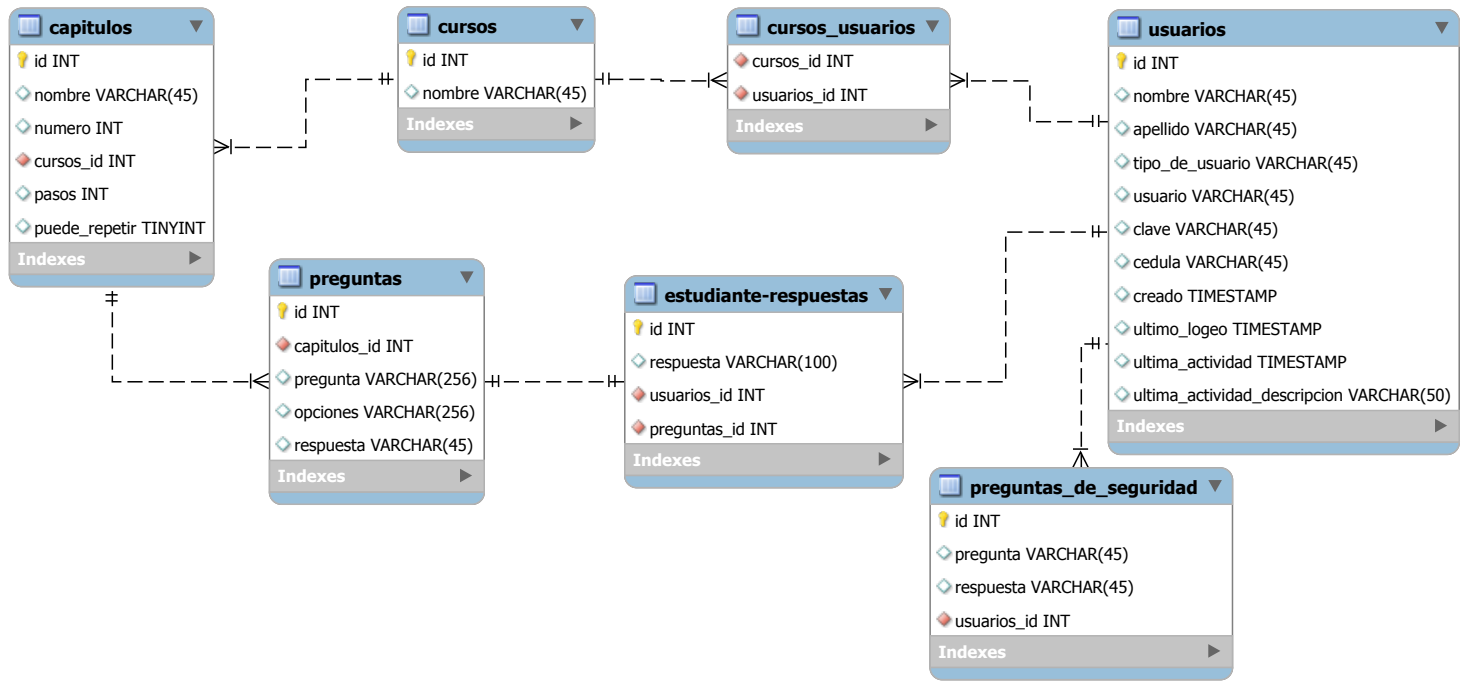 capitulos
id INT
nombre VARCHAR(45)
numero INT
cursos_id INT
pasos INT
puede_repetir TINYINT
Indexes
cursos
id INT
nombre VARCHAR(45)
Indexes
cursos_usuarios
cursos_id INT
usuarios_id INT
Indexes
usuarios
id INT
nombre VARCHAR(45)
apellido VARCHAR(45)
tipo_de_usuario VARCHAR(45)
usuario VARCHAR(45)
clave VARCHAR(45)
cedula VARCHAR(45)
creado TIMESTAMP
ultimo_logeo TIMESTAMP
ultima_actividad TIMESTAMP
ultima_actividad_descripcion VARCHAR(50)
Indexes
preguntas
id INT
capitulos_id INT
pregunta VARCHAR(256)
opciones VARCHAR(256)
respuesta VARCHAR(45)
Indexes
estudiante-respuestas
id INT
respuesta VARCHAR(100)
usuarios_id INT
preguntas_id INT
Indexes
preguntas_de_seguridad
id INT
pregunta VARCHAR(45)
respuesta VARCHAR(45)
usuarios_id INT
Indexes